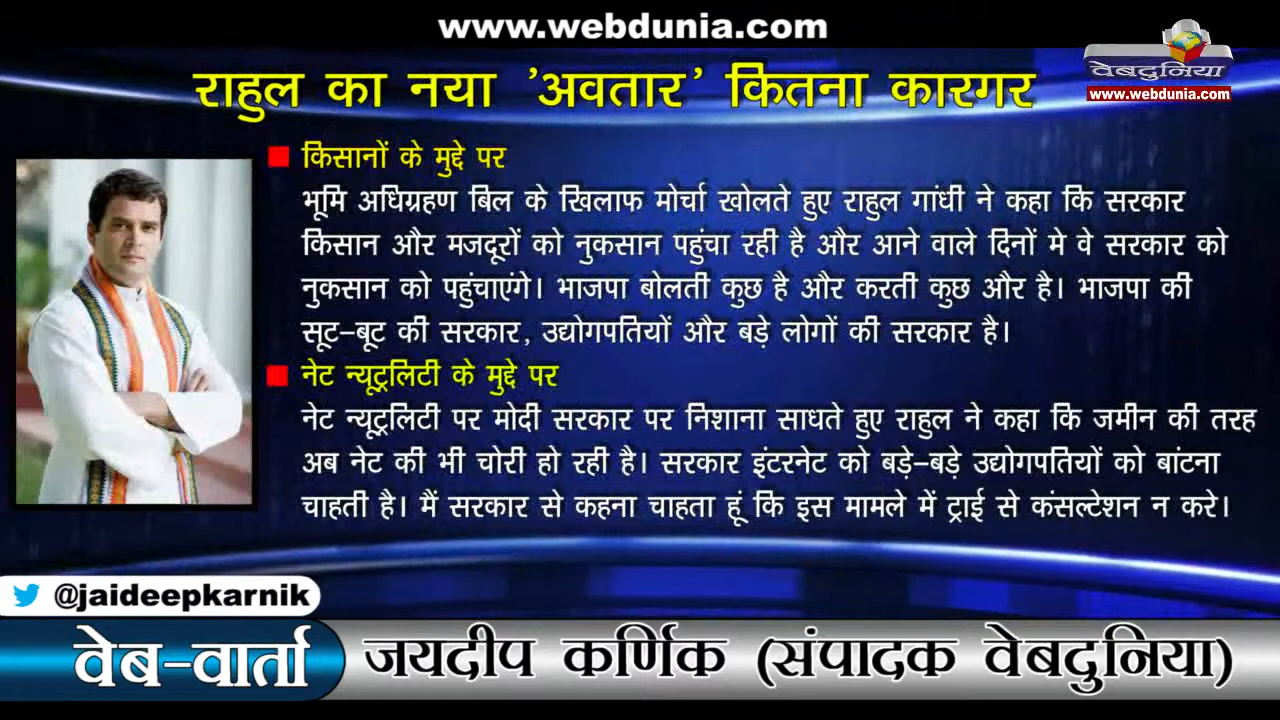 www.webdunia.com
वेबदुनिया
www.webdunia.com
राहुल का नया 'अवतार' कितना कारगर
किसानों के मुद्दे पर
भूमि अधिग्रहण बिल के खिलाफ मोर्चा खोलते हुए राहुल गांधी ने कहा कि सरकार
किसान और मजदूरों को नुकसान पहुंचा रही है और आने वाले दिनों मे वे सरकार को
नुकसान को पहुंचाएंगे। भाजपा बोलती कुछ है और करती कुछ और है। भाजपा की
सूट-बूट की सरकार, उद्योगपतियों और बड़े लोगों की सरकार है।
नेट न्यूट्रलिटी के मुद्दे पर
नेट न्यूट्रलिटी पर मोदी सरकार पर निशाना साधते हुए राहुल ने कहा कि जमीन की तरह
अब नेट की भी चोरी हो रही है। सरकार इंटरनेट को बड़े-बड़े उद्योगपतियों को बांटना
चाहती है। मैं सरकार से कहना चाहता हूं कि इस मामले में ट्राई से कंसल्टेशन न करे।
@jaideepkarnik
वेब-वार्ता
जयदीप कर्णिक (संपादक वेबदुनिया)